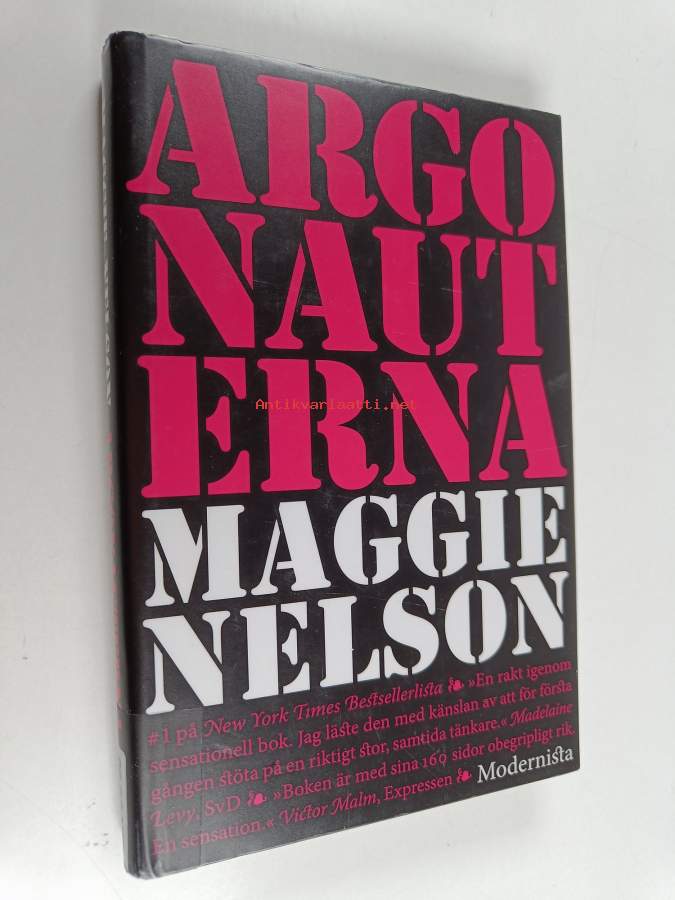 ARGO
NAUT
ERNA
MAGGIE
NELSON
#1 på New York Times Bestsellerlista ❧ »En rakt igenom
sensationell bok. Jag läste den med känslan av att för första
gången stöta på en riktigt stor, samtida tänkare.« Madelaine
Levy, SvD ❧ »Boken är med sina 160 sidor obegripligt rik.
En sensation.« Victor Malm, Expressen ❧ Modernista
Antikvariaatti.net